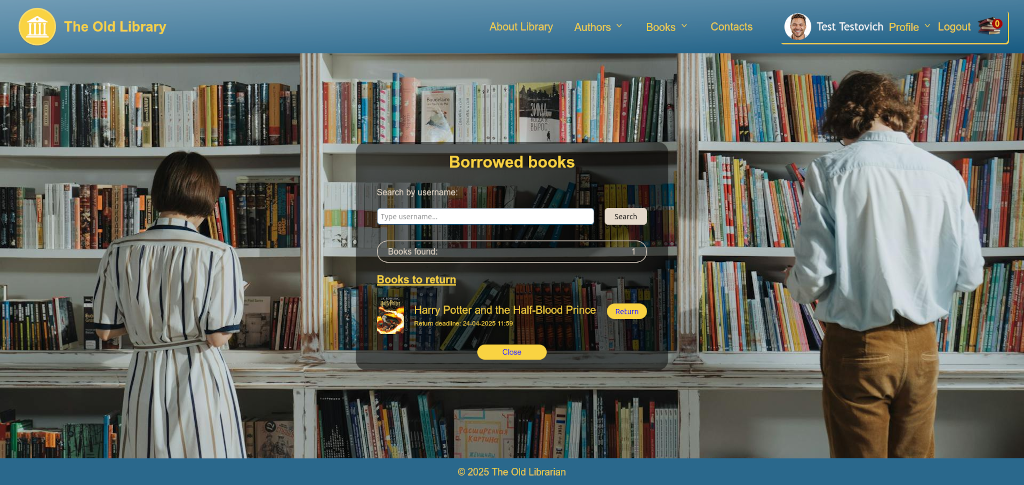 The Old Library
About Library
Authors
Books
Contacts
Test Testovich
Profile
Logout
0
Borrowed books
Search by username:
Type username...
Search
Books found: 1
Books to return
Harry Potter and the Half-Blood Prince
Return
Return deadline: 24-04-2025 11:59
Close
© 2025 The Old Librarian